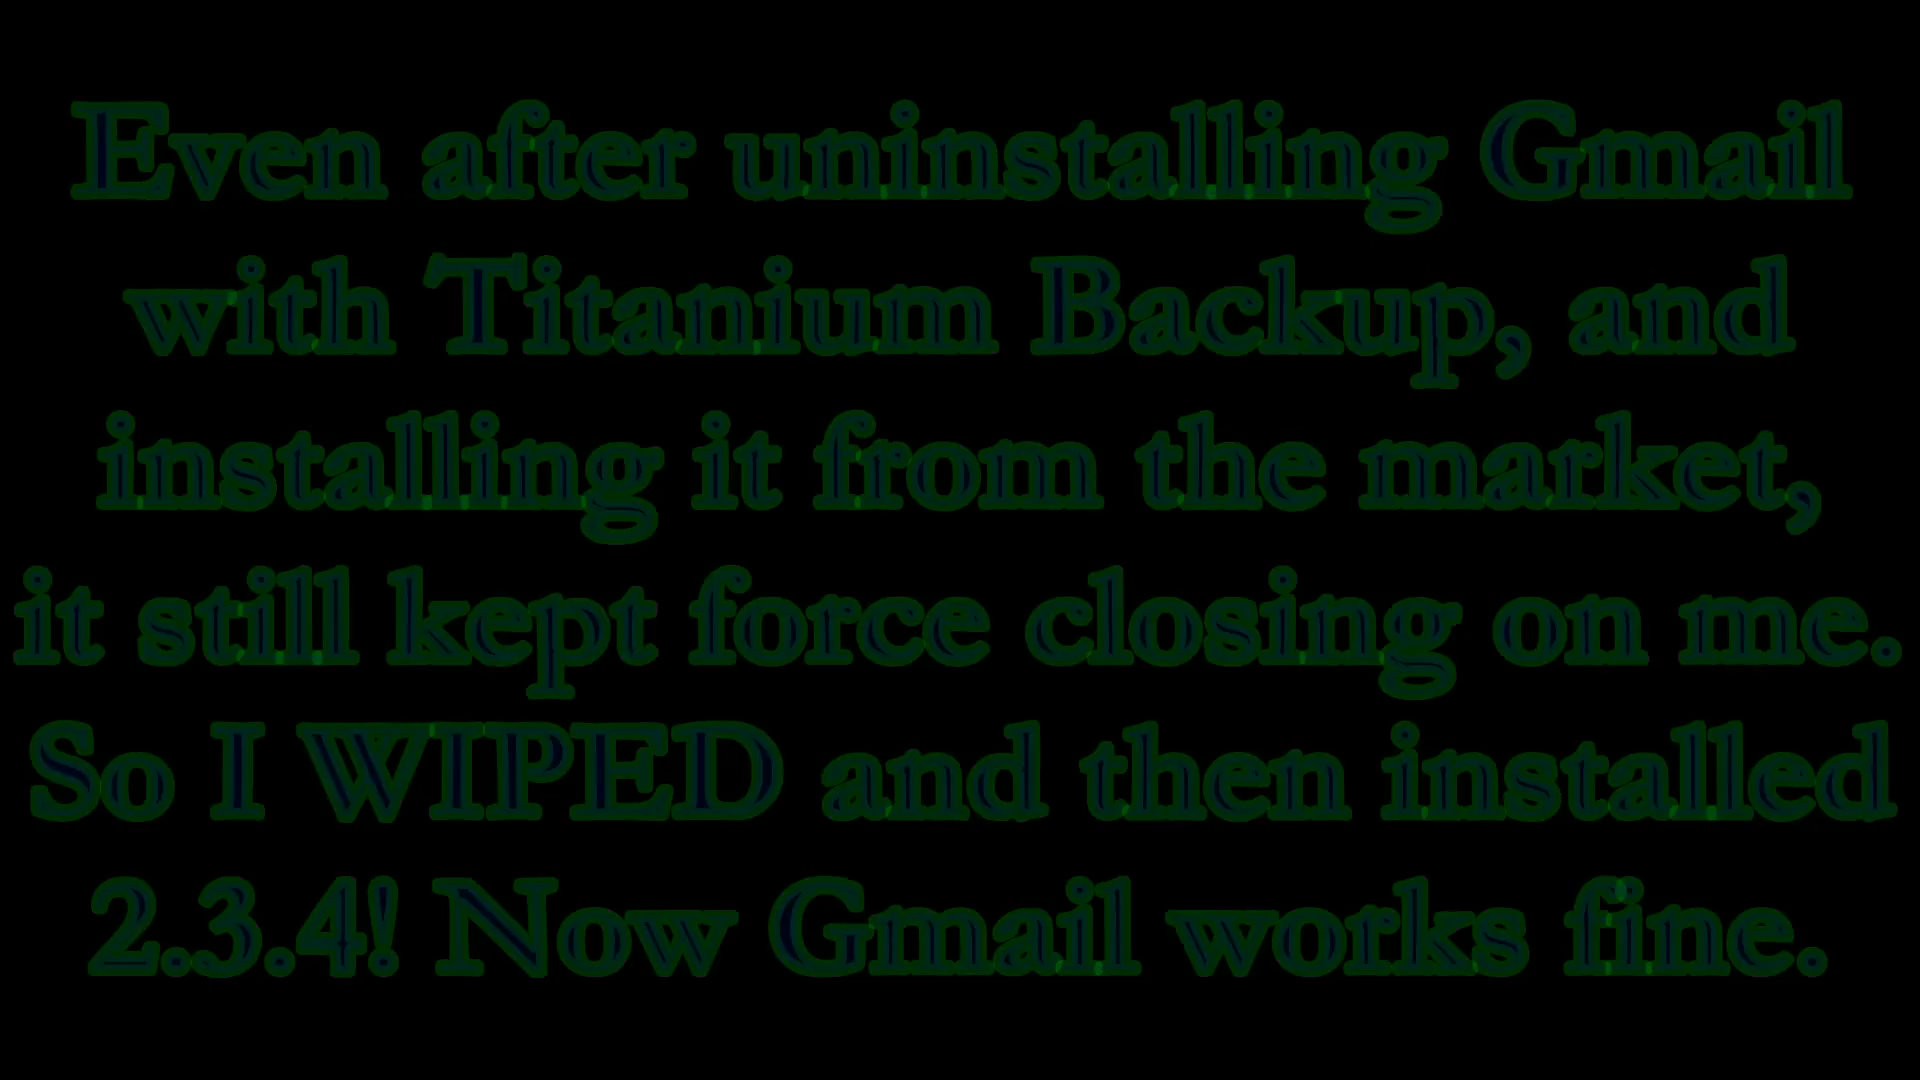 Even after uninstalling Gmail
with Titanium Backup, and
installing it from the market,
it still kept force closing on me.
So I WIPED and then installed
2.3.4! Now Gmail works fine.